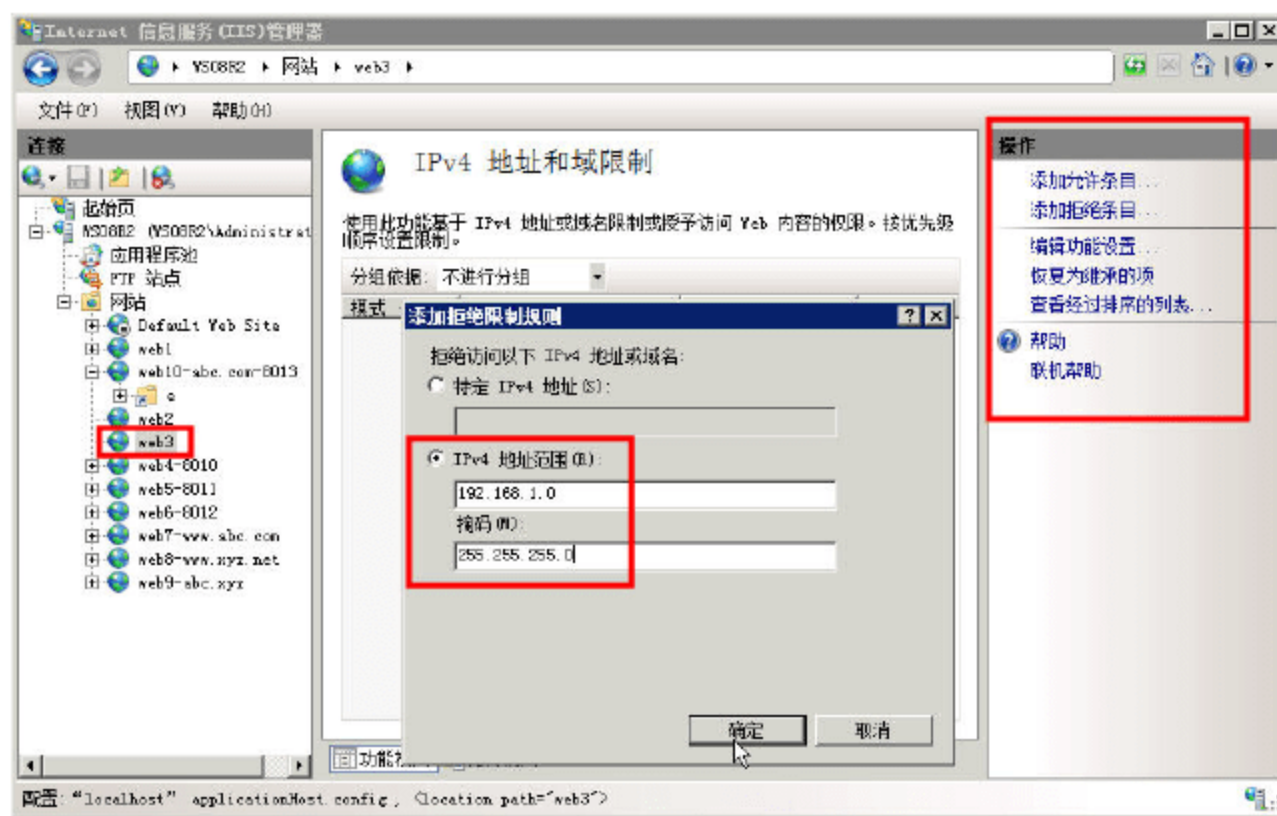 Internet 信息服务(IIS)管理器
WS08R2 网站 web3
文件(F) 视图(V) 帮助(H)
连接
起始页
WS08R2 (WS08R2\Administrat
应用程序池
FTP 站点
网站
Default Web Site
web1
web10-abc.com-8013
a
web2
web3
web4-8010
web5-8011
web6-8012
web7-www.abc.com
web8-www.xyz.net
web9-abc.xyz
IPv4 地址和域限制
使用此功能基于 IPv4 地址或域名限制或授予访问 Web 内容的权限。按优先级
顺序设置限制。
分组依据: 不进行分组
模式
添加拒绝限制规则
拒绝访问以下 IPv4 地址或域名:
特定 IPv4 地址(S):
IPv4 地址范围(R):
192.168.1.0
掩码(M):
255.255.255.0
确定 取消
功能
操作
添加允许条目...
添加拒绝条目...
编辑功能设置...
恢复为继承的项
查看经过排序的列表...
帮助
联机帮助
配置: "localhost" applicationHost.config, <location path="web3">